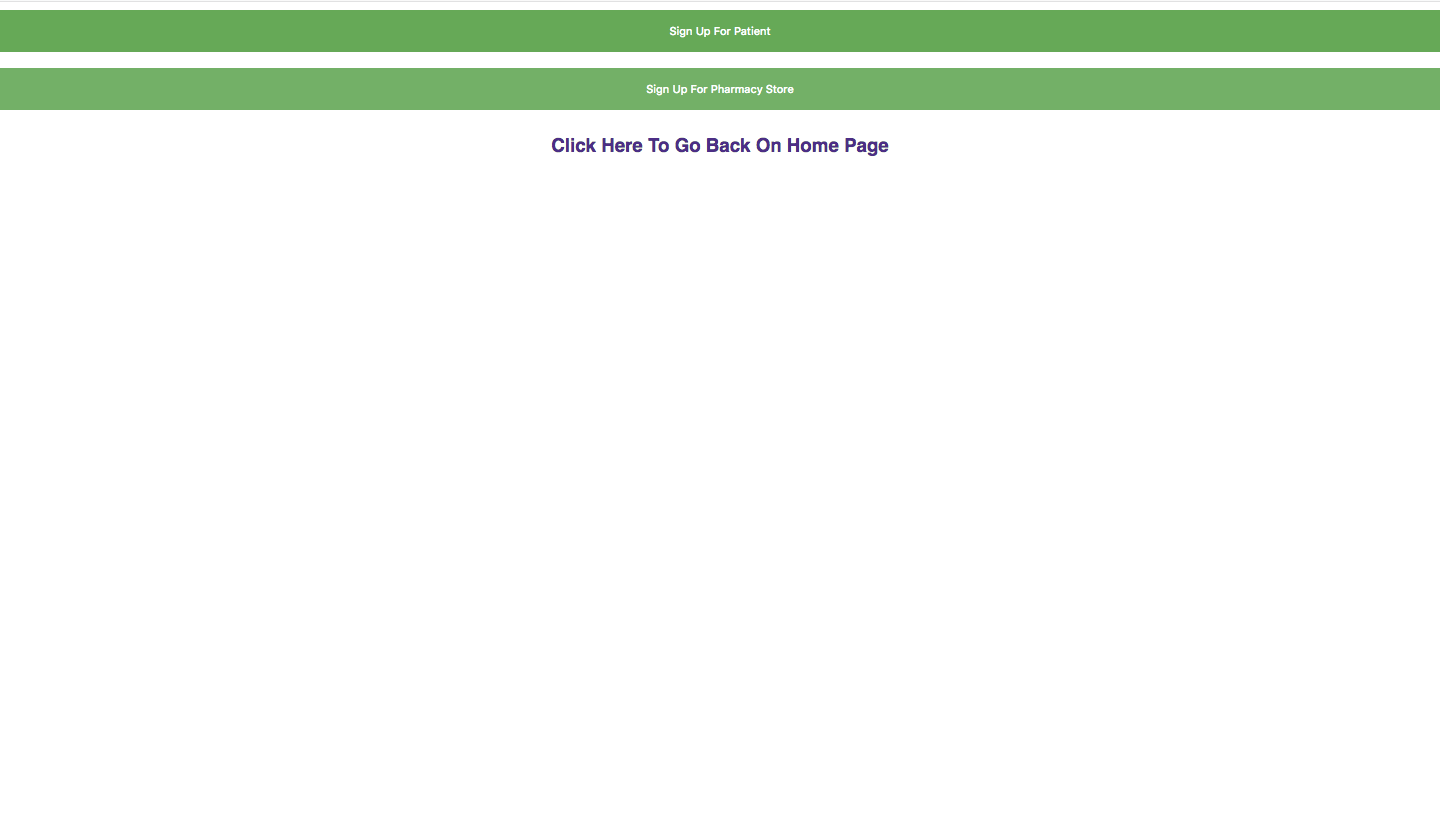 Sign Up For Patient
Sign Up For Pharmacy Store
Click Here To Go Back On Home Page